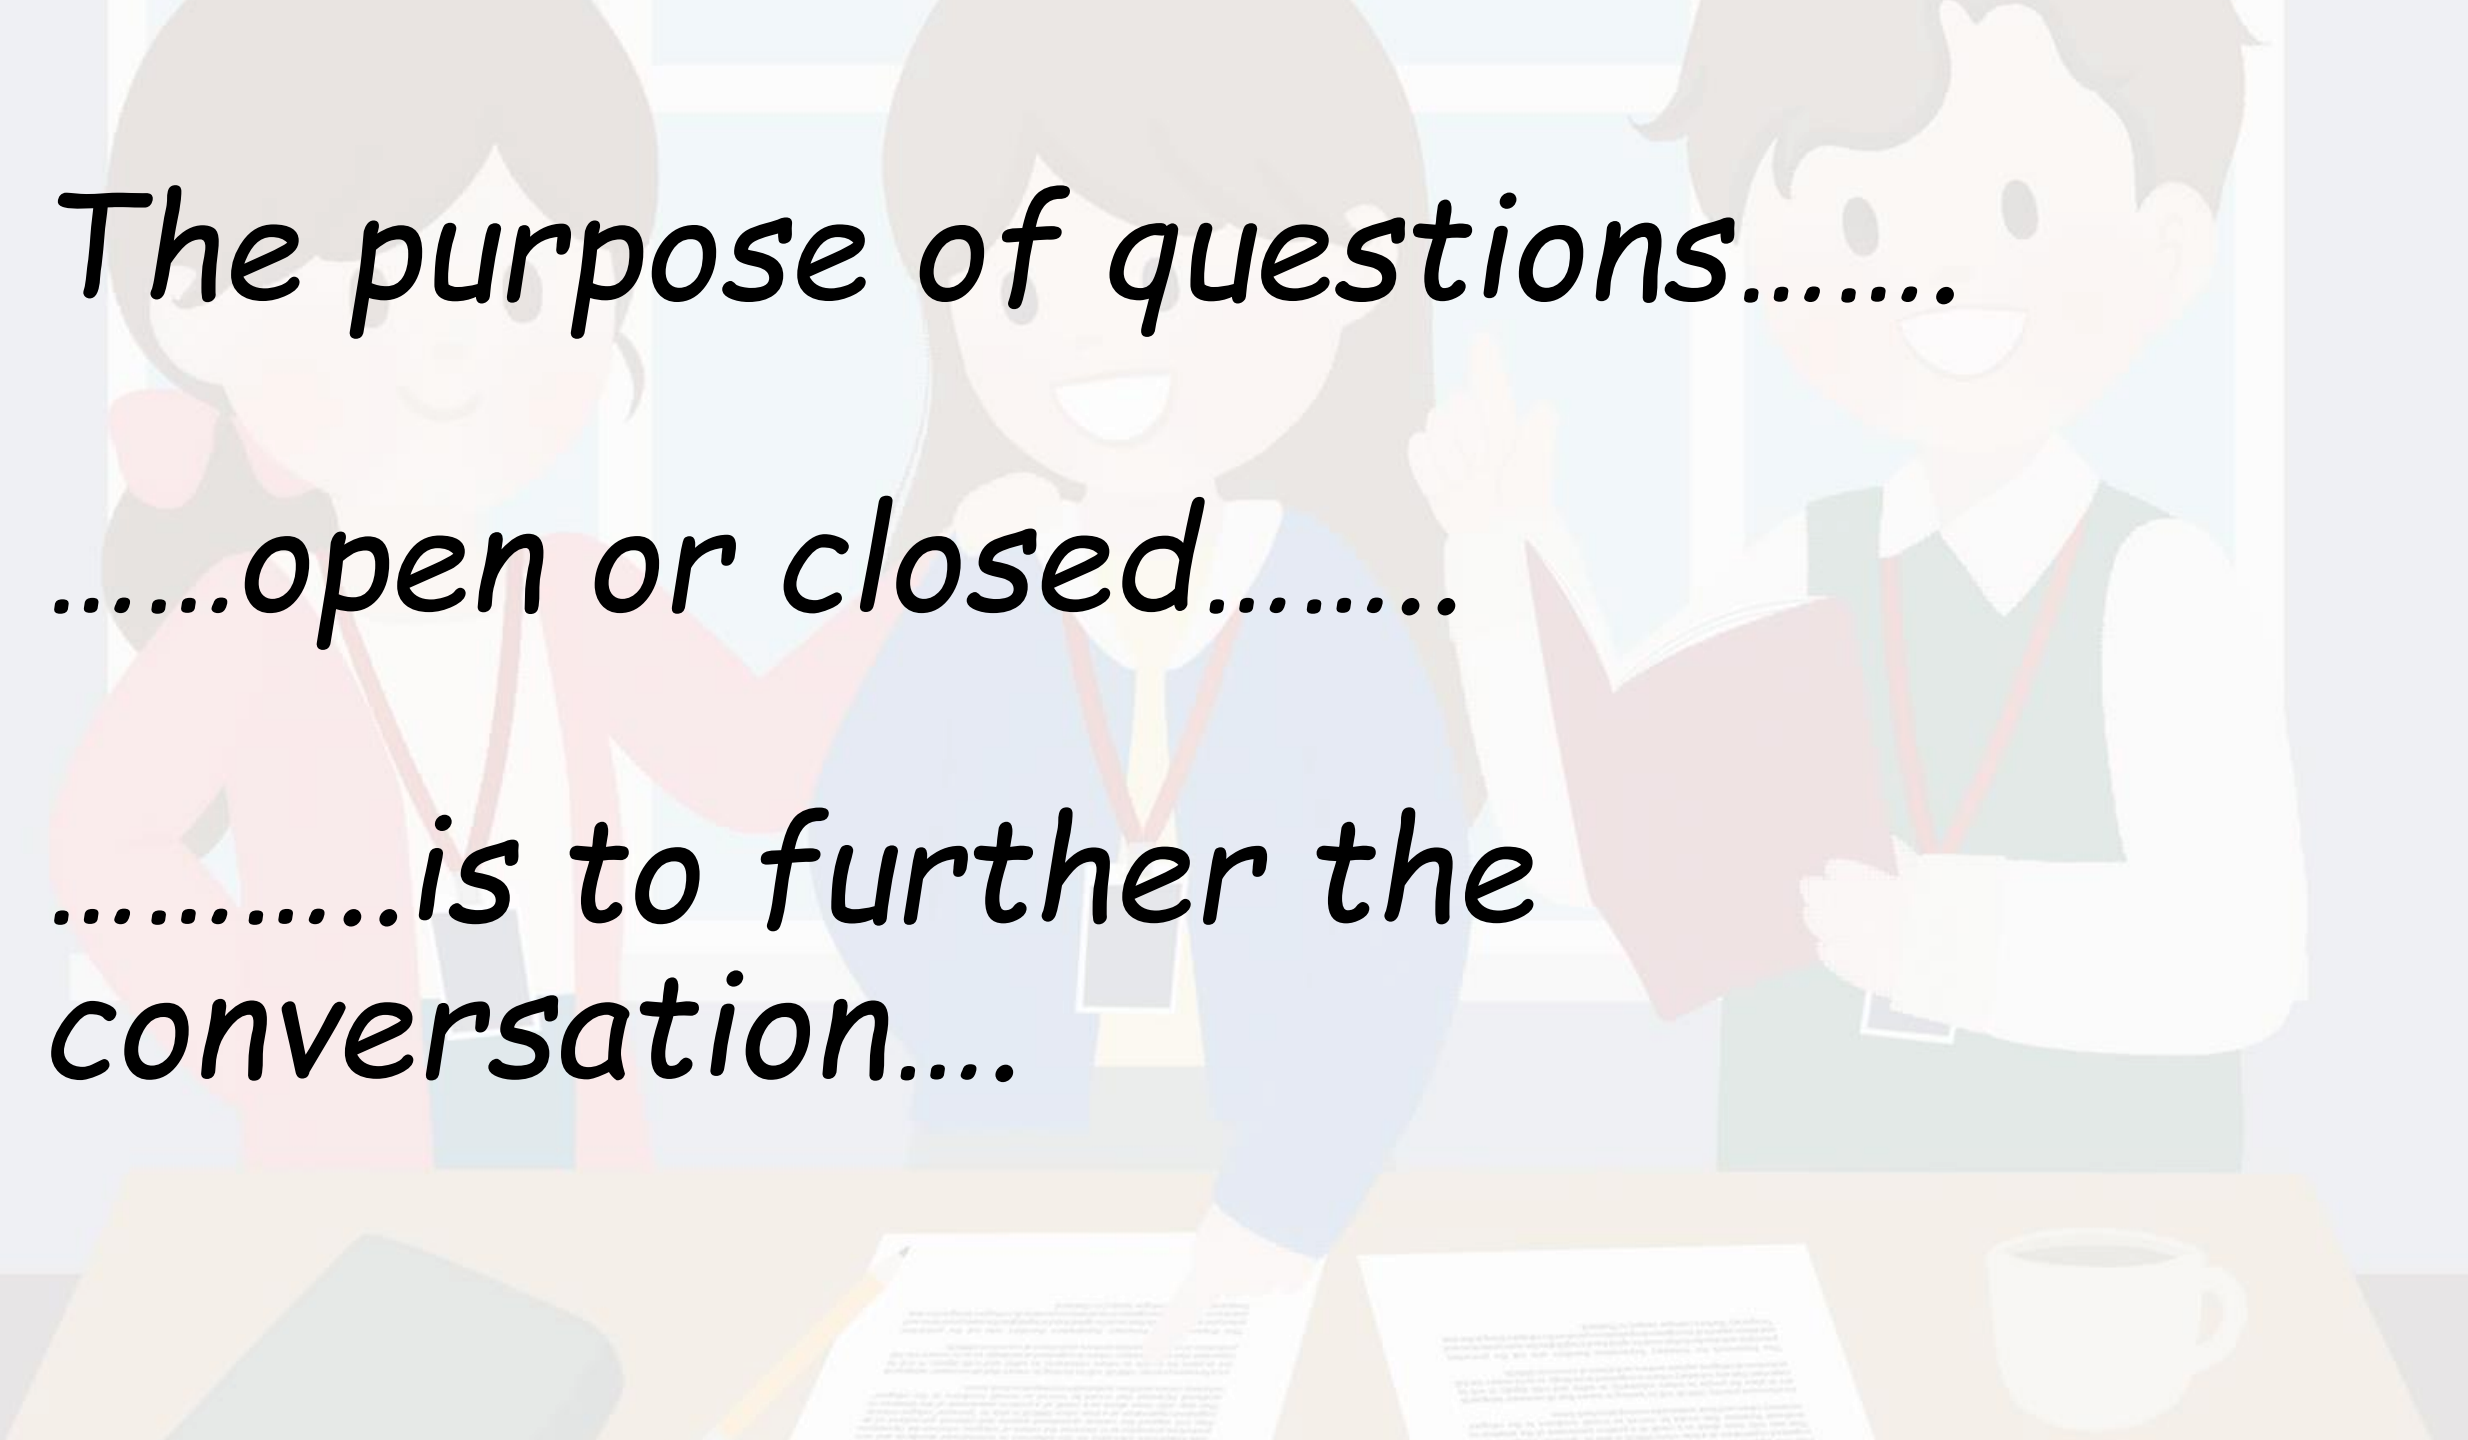 The purpose of questions…….
……open or closed……..
…………..is to further the
conversation….